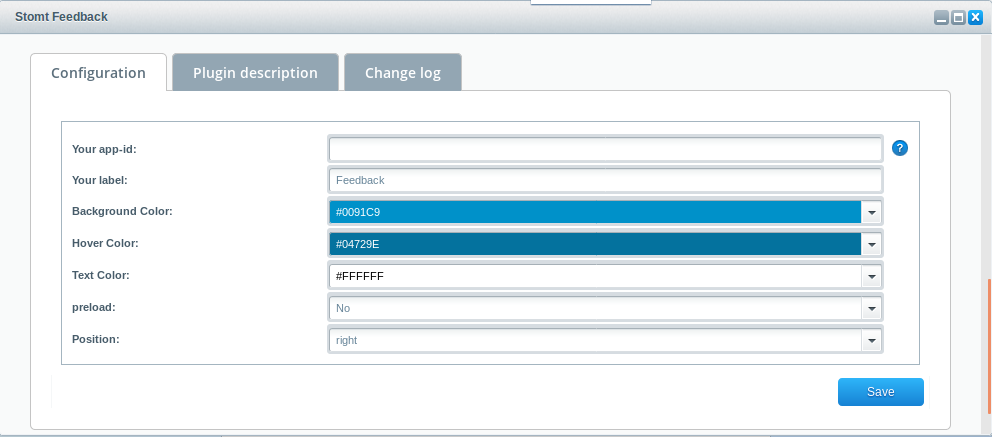 Stomt Feedback
Configuration Plugin description Change log
Your app-id: ?
Your label: Feedback
Background Color: #0091C9
Hover Color: #04729E
Text Color: #FFFFFF
preload: No
Position: right
Save